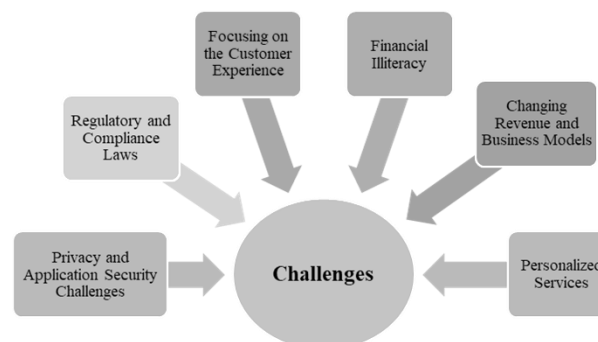 Focusing on
the Customer
Experience
Financial
Illiteracy
Regulatory and
Compliance
Laws
Changing
Revenue and
Business Models
Privacy and
Application Security
Challenges
Challenges
Personalized
Services